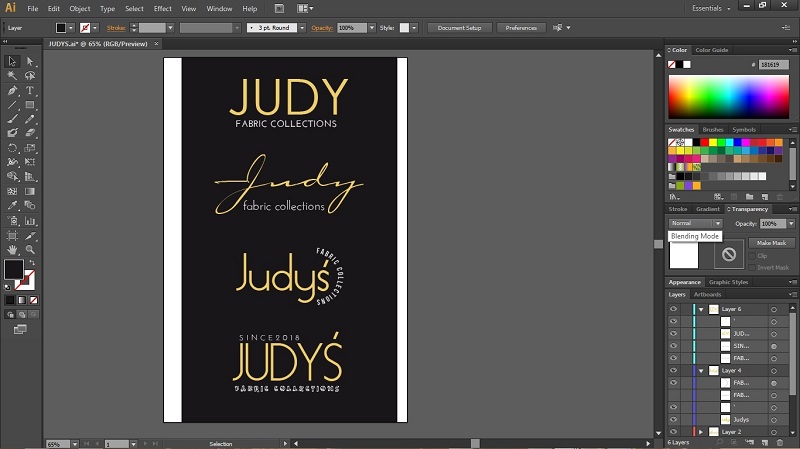 Ai File Edit Object Type Select Effect View Window Help Essentials
Layer Stroke: 3 pt. Round Opacity: 100% Style: Document Setup Preferences
JUDYS.ai* @ 65% (RGB/Preview)
JUDY
FABRIC COLLECTIONS
Judy
fabric collections
Judy's
FABRIC COLLECTIONS
SINCE 2018
JUDY'S
FABRIC COLLECTIONS
Color Color Guide
# 181619
Swatches Brushes Symbols
Stroke Gradient Transparency
Normal Opacity: 100%
Blending Mode
Make Mask
Clip
Invert Mask
Appearance Graphic Styles
Layers Artboards
Layer 6
'
JUD...
SIN...
FAB...
Layer 4
FAB...
FAB...
'
Judys
Layer 2
6 Layers
65% 1 Selection